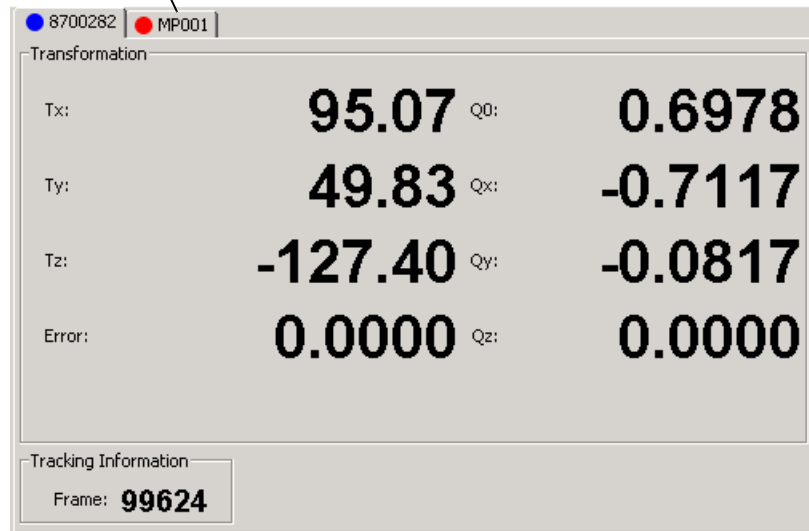 8700282 MP001
Transformation
Tx: 95.07 Q0: 0.6978
Ty: 49.83 Qx: -0.7117
Tz: -127.40 Qy: -0.0817
Error: 0.0000 Qz: 0.0000
Tracking Information
Frame: 99624